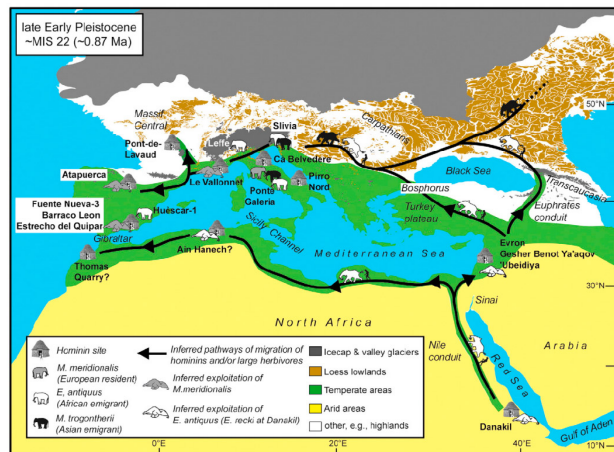 late Early Pleistocene
~MIS 22 (~0.87 Ma)
50°N
Massif
Central
Slivia
Carpathians
Pont-de-
Lavaud
Leffe
Ca Belvedere
Black Sea
Transcaucasia
Atapuerca
Le Vallonnet
Pirro
Nord
Bosphorus
Ponte
Galeria
Turkey
plateau
Euphrates
conduit
Fuente Nueva-3
Barraco Leon
Estrecho del Quipar
Huéscar-1
Gibraltar
Sicily Channel
Mediterranean Sea
Evron
Gesher Benot Ya'aqov
'Ubeidiya
Thomas
Quarry?
Ain Hanech?
30°N
Sinai
North Africa
Arabia
Nile
conduit
Red Sea
Hominin site
Inferred pathways of migration of
hominins and/or large herbivores
Icecap & valley glaciers
M. meridionalis
(European resident)
Inferred exploitation of
M.meridionalis
Loess lowlands
E. antiquus
(African emigrant)
Temperate areas
M. trogontherii
(Asian emigrant)
Inferred exploitation of
E. antiquus (E. recki at Danakil)
Arid areas
other, e.g., highlands
Danakil
Gulf of Aden
0°E
20°E
40°E